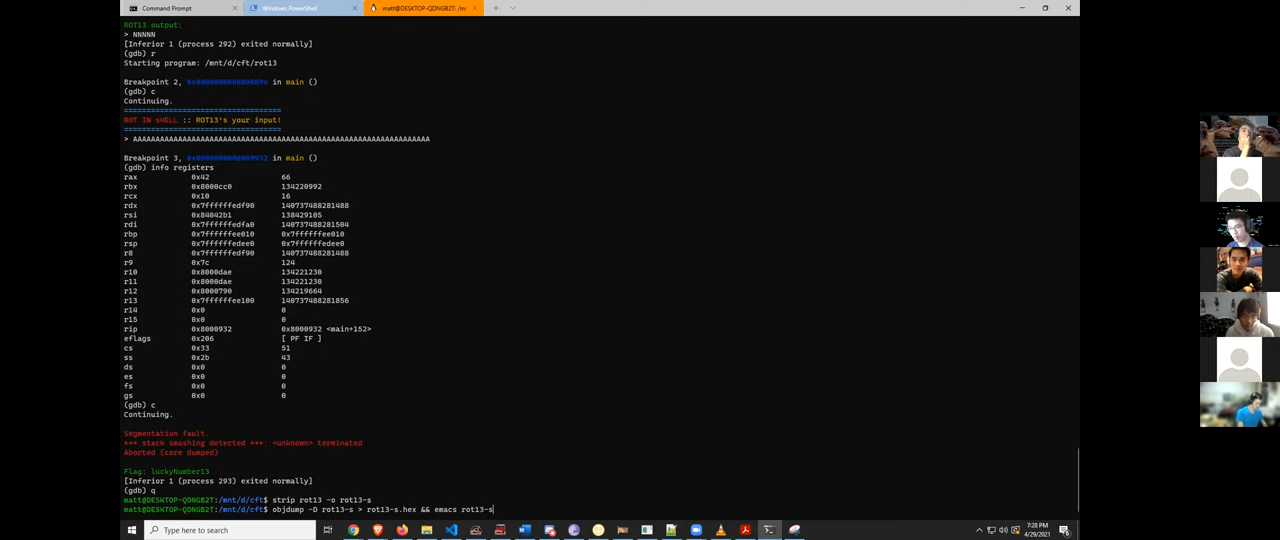 Command Prompt
Windows PowerShell
matt@DESKTOP-QDNGB2T: /m
ROT13 output:
> NNNNN
[Inferior 1 (process 292) exited normally]
(gdb) r
Starting program: /mnt/d/cft/rot13
Breakpoint 2, 0x000000000800089e in main ()
(gdb) c
Continuing.
===================================
ROT IN sHELL :: ROT13's your input!
===================================
> AAAAAAAAAAAAAAAAAAAAAAAAAAAAAAAAAAAAAAAAAAAAAAAAAAAAAAAAAAAAAAAAAA
Breakpoint 3, 0x0000000008000932 in main ()
(gdb) info registers
rax 0x42 66
rbx 0x8000cc0 134220992
rcx 0x10 16
rdx 0x7ffffffedf90 140737488281488
rsi 0x84042b1 138429105
rdi 0x7ffffffedfa0 140737488281504
rbp 0x7ffffffee010 0x7ffffffee010
rsp 0x7ffffffedee0 0x7ffffffedee0
r8 0x7ffffffedf90 140737488281488
r9 0x7c 124
r10 0x8000dae 134221230
r11 0x8000dae 134221230
r12 0x8000790 134219664
r13 0x7ffffffee100 140737488281856
r14 0x0 0
r15 0x0 0
rip 0x8000932 0x8000932 <main+152>
eflags 0x206 [ PF IF ]
cs 0x33 51
ss 0x2b 43
ds 0x0 0
es 0x0 0
fs 0x0 0
gs 0x0 0
(gdb) c
Continuing.
Segmentation fault.
*** stack smashing detected ***: <unknown> terminated
Aborted (core dumped)
Flag: luckyNumber13
[Inferior 1 (process 293) exited normally]
(gdb) q
matt@DESKTOP-QDNGB2T:/mnt/d/cft$ strip rot13 -o rot13-s
matt@DESKTOP-QDNGB2T:/mnt/d/cft$ objdump -D rot13-s > rot13-s.hex && emacs rot13-s
Type here to search
7:28 PM
4/29/2021